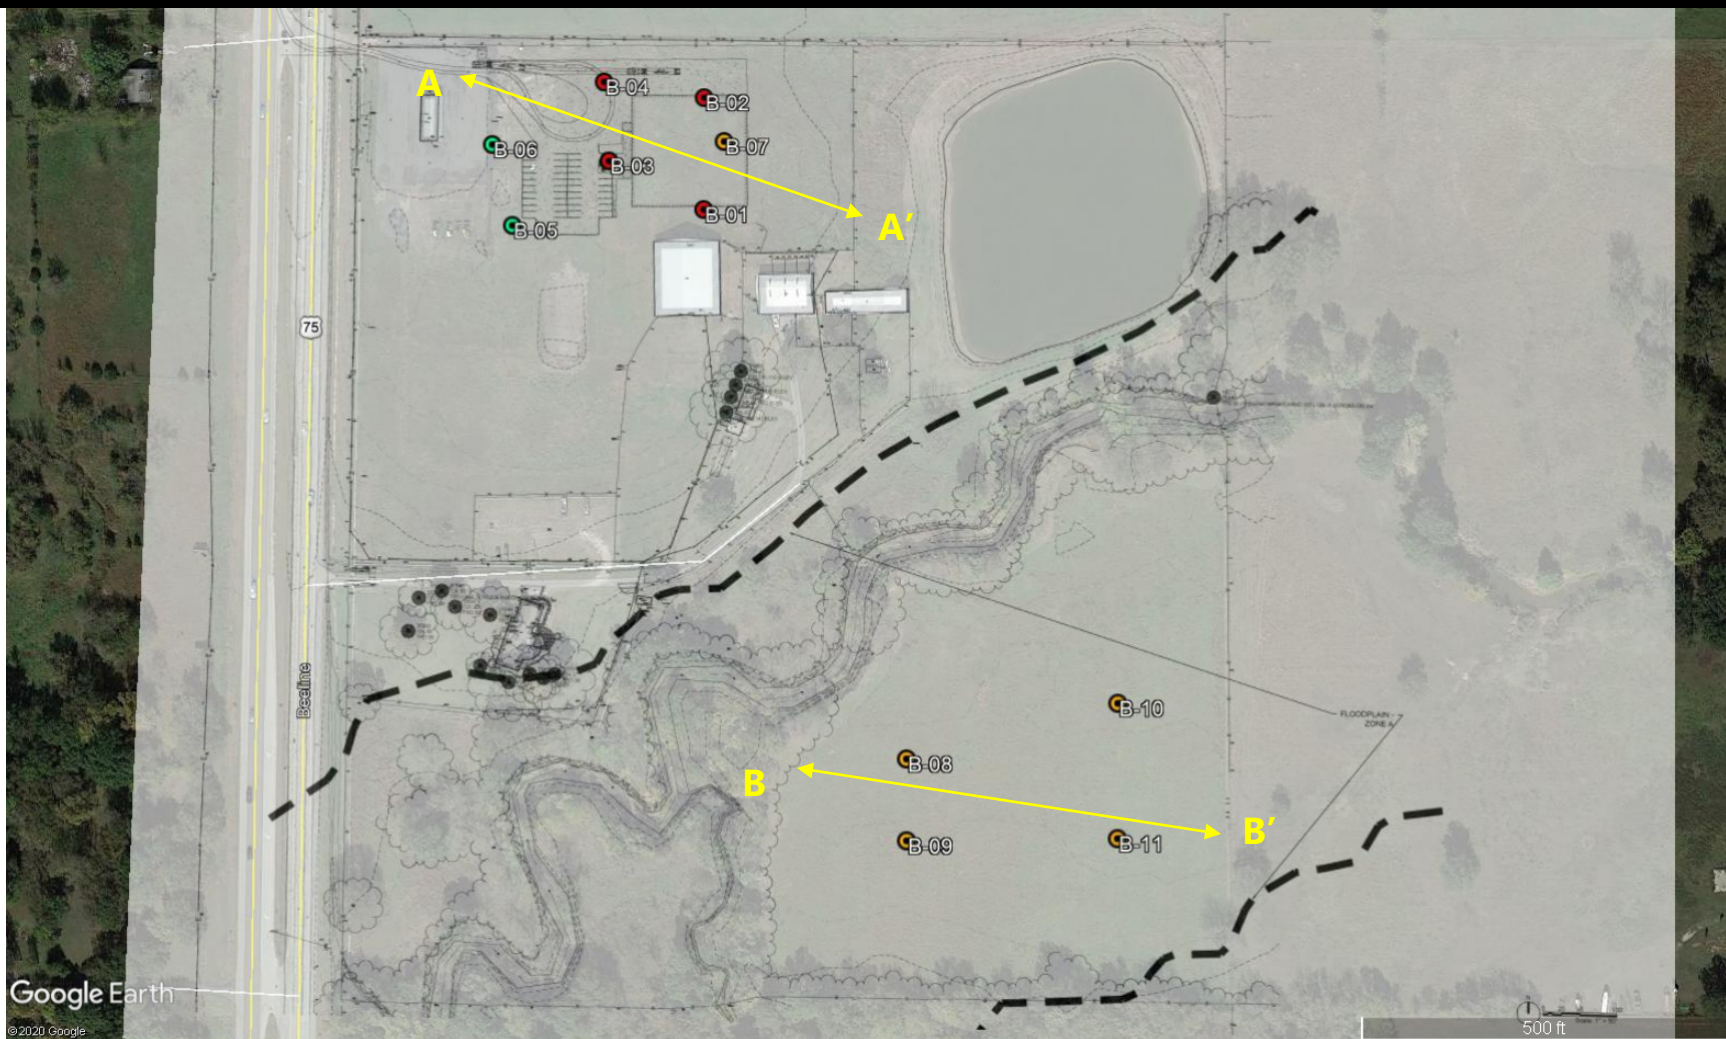 A
B-04
B-02
B-07
B-06
B-03
B-01
A′
B-05
75
Beeline
FLOODPLAIN
ZONE A
B-10
B-08
B
B′
B-09
B-11
Google Earth
©2020 Google
500 ft